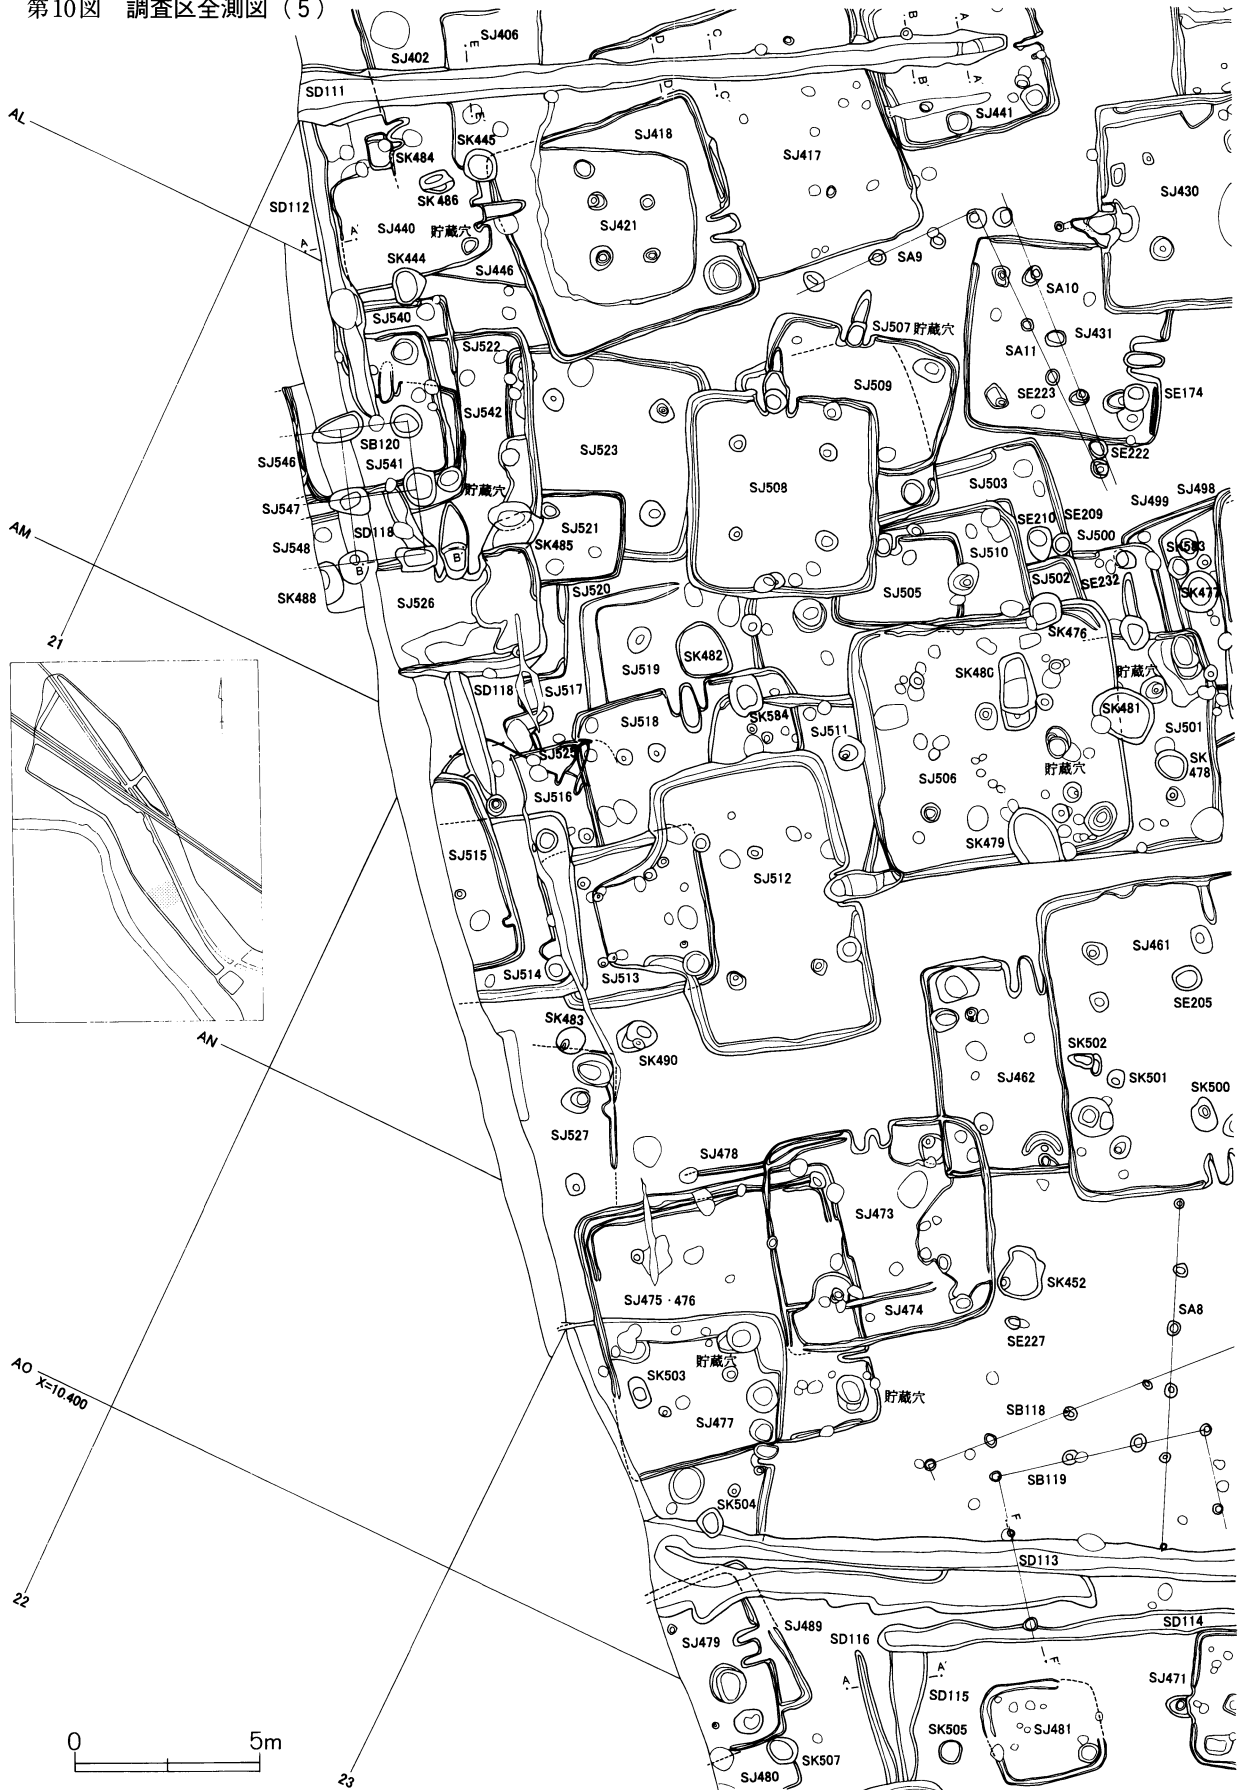 第10図 調査区全測図（5）
SJ402
SJ406
E
D
C
B
A
SD111
E'
D'
C'
B'
A'
SJ441
AL
SK445
SJ418
SJ417
SK484
SJ430
SK486
SD112
SJ440
貯蔵穴
SJ421
A
A'
SK444
SJ446
SA9
SA10
SJ540
SJ507 貯蔵穴
SJ431
SJ522
SA11
SJ509
SE223
SE174
SJ542
SB120
SJ523
SE222
SJ546
SJ541
貯蔵穴
SJ508
SJ503
SJ499
SJ498
SJ547
SJ521
SE210
SE209
AM
SD118
SJ500
SJ548
SK485
SJ510
SK583
B'
B'
SJ502
SE232
SK488
SJ526
SJ520
SJ505
SK477
SK476
21
SJ519
SK482
SK480
貯蔵穴
SD118
SJ517
SK481
SJ518
SK584
SJ511
SJ501
SJ525
貯蔵穴
SK
478
SJ506
SJ516
SK479
SJ515
SJ512
SJ461
SJ514
SJ513
SE205
SK483
AN
SK502
SK490
SJ462
SK501
SK500
SJ527
SJ478
SJ473
SK452
SJ475・476
SJ474
SA8
SE227
AO
X=10.400
貯蔵穴
SK503
貯蔵穴
SB118
SJ477
SB119
SK504
F
SD113
22
SJ489
SD114
SJ479
SD116
F'
A
A'
SJ471
SD115
SK505
SJ481
0
5m
SK507
SJ480
23